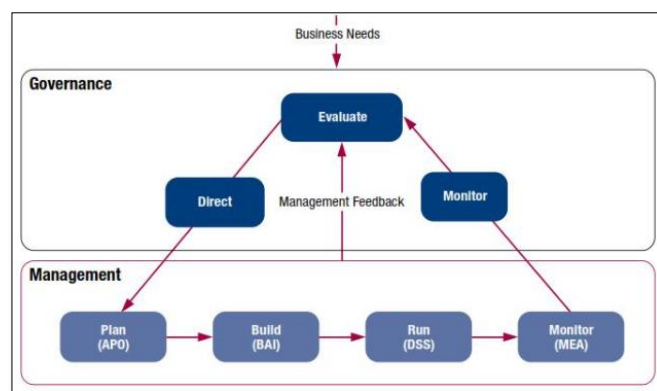 Business Needs
Governance
Evaluate
Direct
Management Feedback
Monitor
Management
Plan
(APO)
Build
(BAI)
Run
(DSS)
Monitor
(MEA)